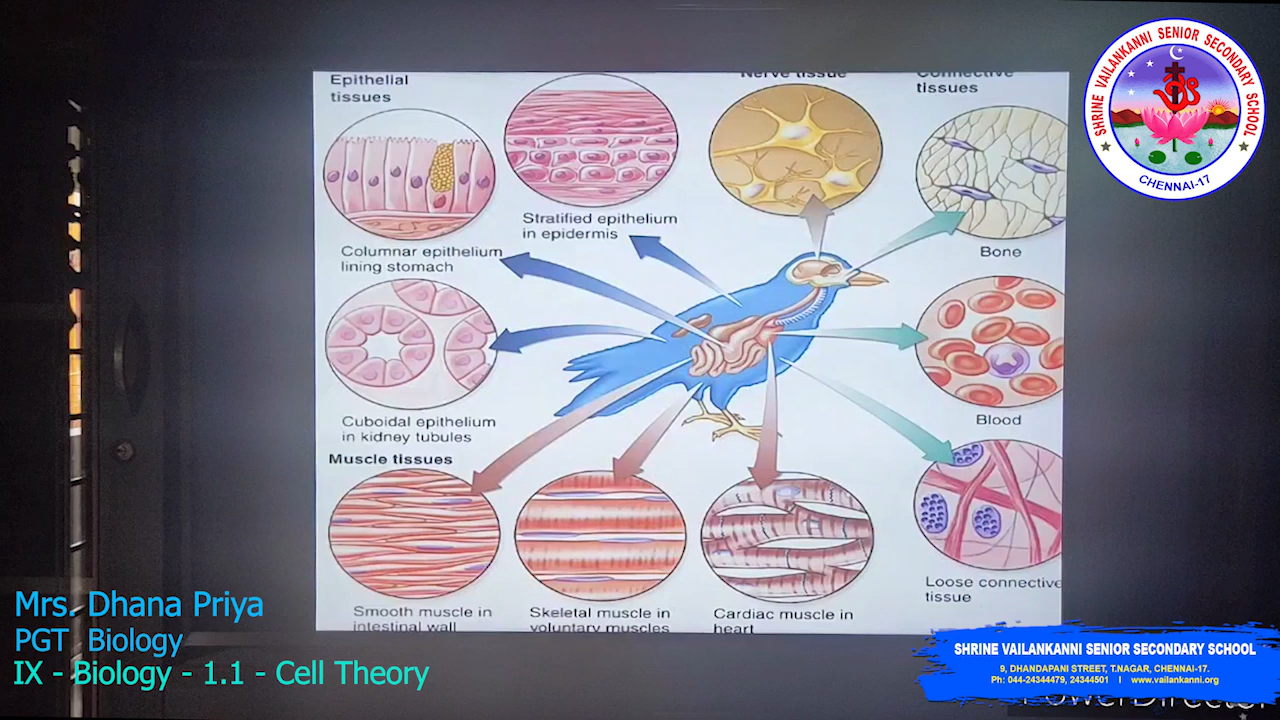 Epithelial
tissues
Nerve tissue
Connective
tissues
Stratified epithelium
in epidermis
Columnar epithelium
lining stomach
Bone
Cuboidal epithelium
in kidney tubules
Blood
Muscle tissues
Loose connective
tissue
Smooth muscle in
intestinal wall
Skeletal muscle in
voluntary muscles
Cardiac muscle in
heart
SHRINE VAILANKANNI SENIOR SECONDARY SCHOOL
CHENNAI-17
Mrs. Dhana Priya
PGT Biology
IX - Biology - 1.1 - Cell Theory
SHRINE VAILANKANNI SENIOR SECONDARY SCHOOL
9, DHANDAPANI STREET, T.NAGAR, CHENNAI-17.
Ph: 044-24344479, 24344501 I www.vailankanni.org
PowerDirector